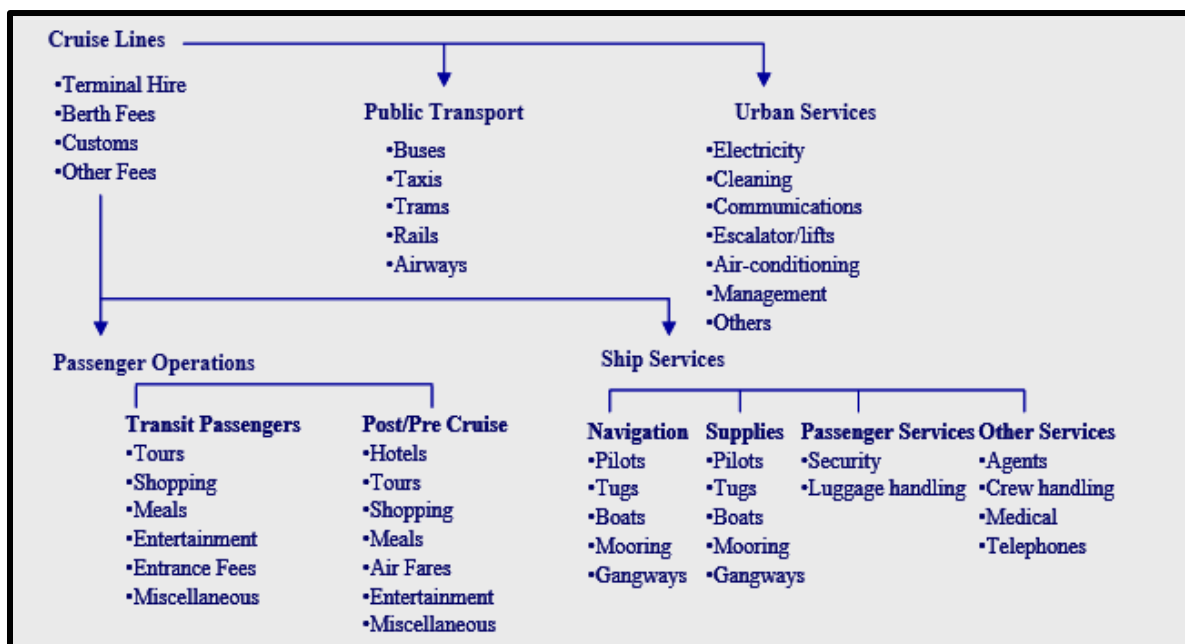 Cruise Lines
•Terminal Hire
•Berth Fees
•Customs
•Other Fees
Public Transport
•Buses
•Taxis
•Trams
•Rails
•Airways
Urban Services
•Electricity
•Cleaning
•Communications
•Escalator/lifts
•Air-conditioning
•Management
•Others
Passenger Operations
Transit Passengers
•Tours
•Shopping
•Meals
•Entertainment
•Entrance Fees
•Miscellaneous
Post/Pre Cruise
•Hotels
•Tours
•Shopping
•Meals
•Air Fares
•Entertainment
•Miscellaneous
Ship Services
Navigation
•Pilots
•Tugs
•Boats
•Mooring
•Gangways
Supplies
•Pilots
•Tugs
•Boats
•Mooring
•Gangways
Passenger Services
•Security
•Luggage handling
Other Services
•Agents
•Crew handling
•Medical
•Telephones